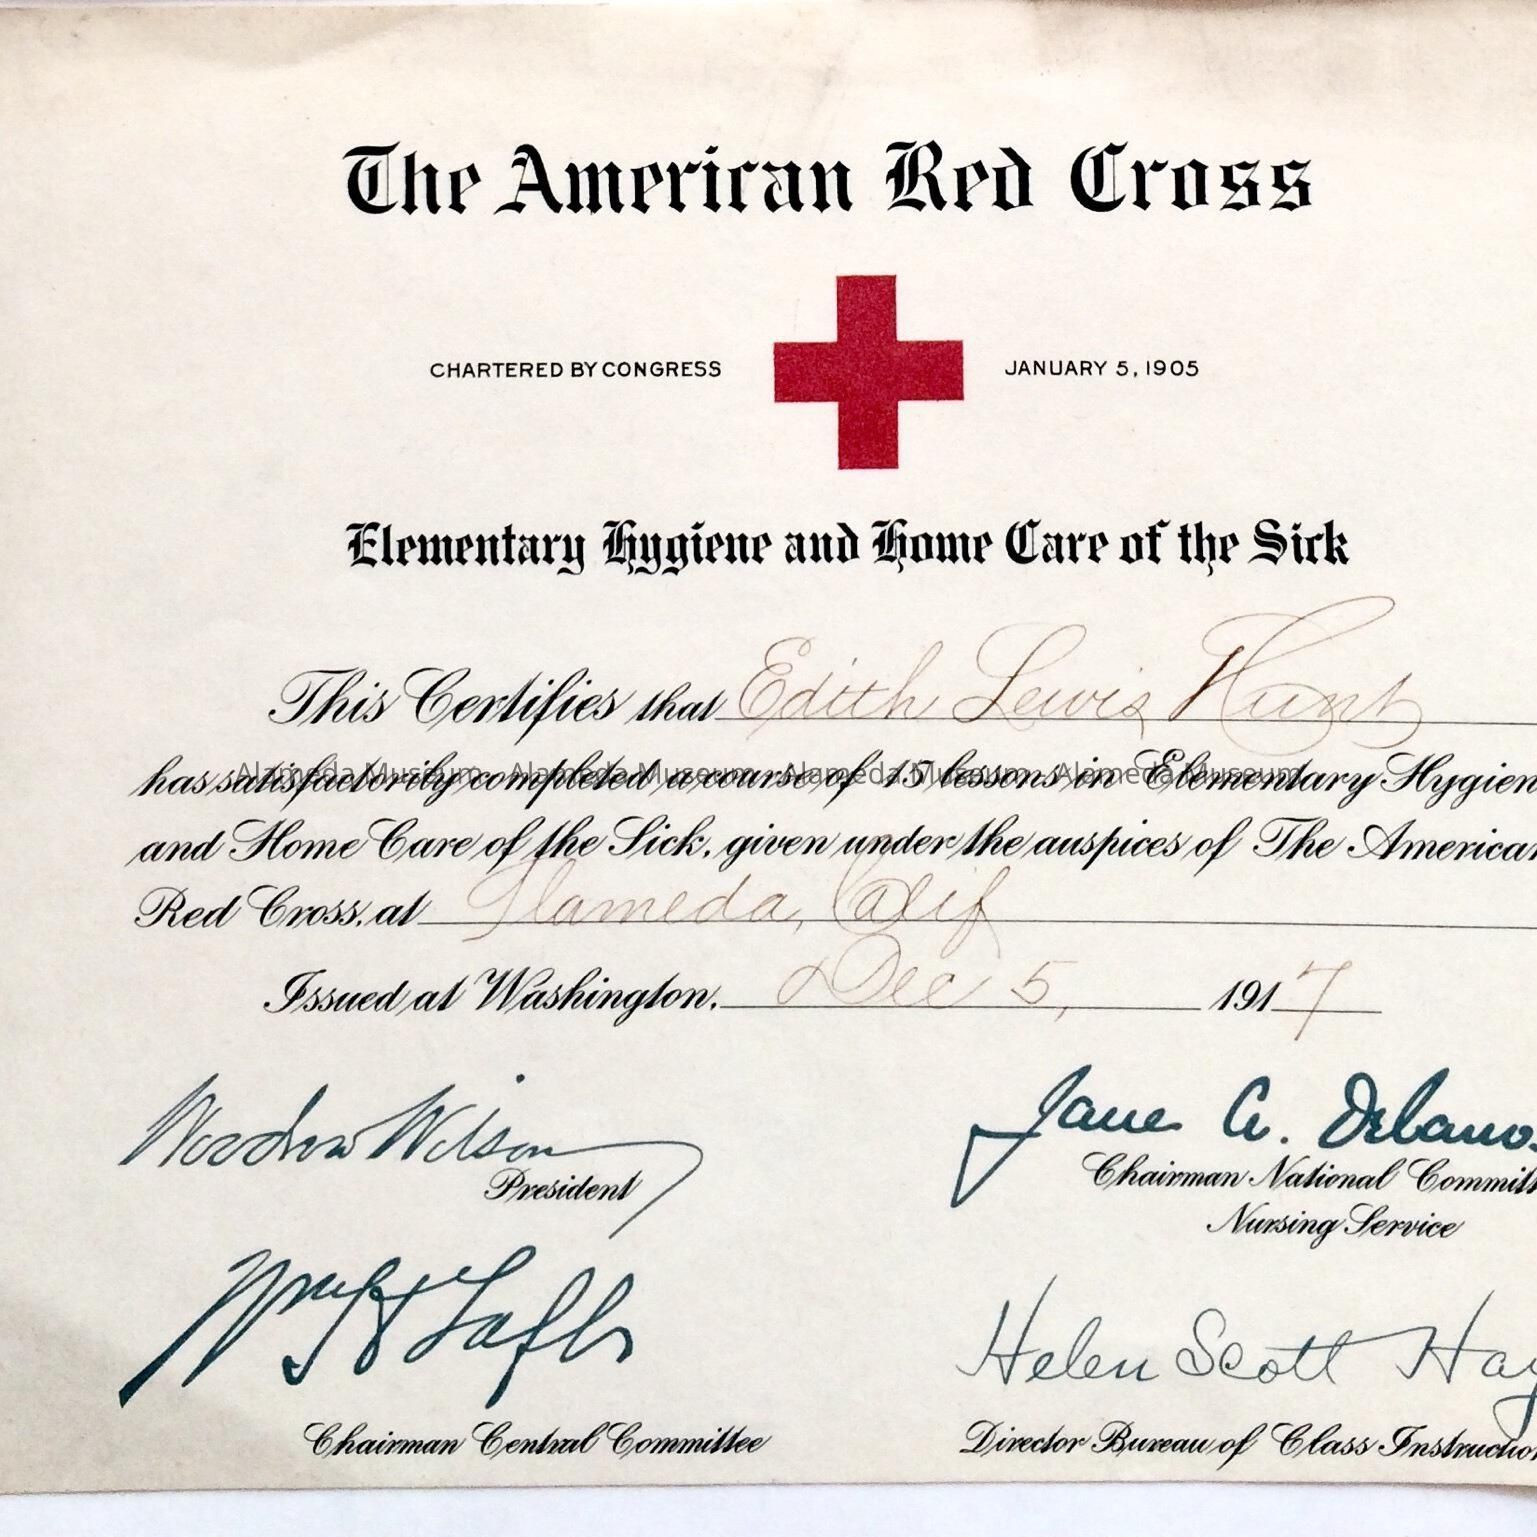 The American Red Cross
CHARTERED BY CONGRESS JANUARY 5, 1905
Elementary Hygiene and Home Care of the Sick
This Certifies that Edith Lewis Hunt
has satisfactorily completed a course of 15 lessons in Elementary Hygien
Alameda Museum Alameda Museum Alameda Museum Alameda Museum
and Home Care of the Sick, given under the auspices of The American
Red Cross, at Alameda, Calif
Issued at Washington, Dec 5, 1917
Woodrow Wilson
President
Jane A. Delano
Chairman National Committ
Nursing Service
Wm H Taft
Chairman Central Committee
Helen Scott Hay
Director Bureau of Class Instruction